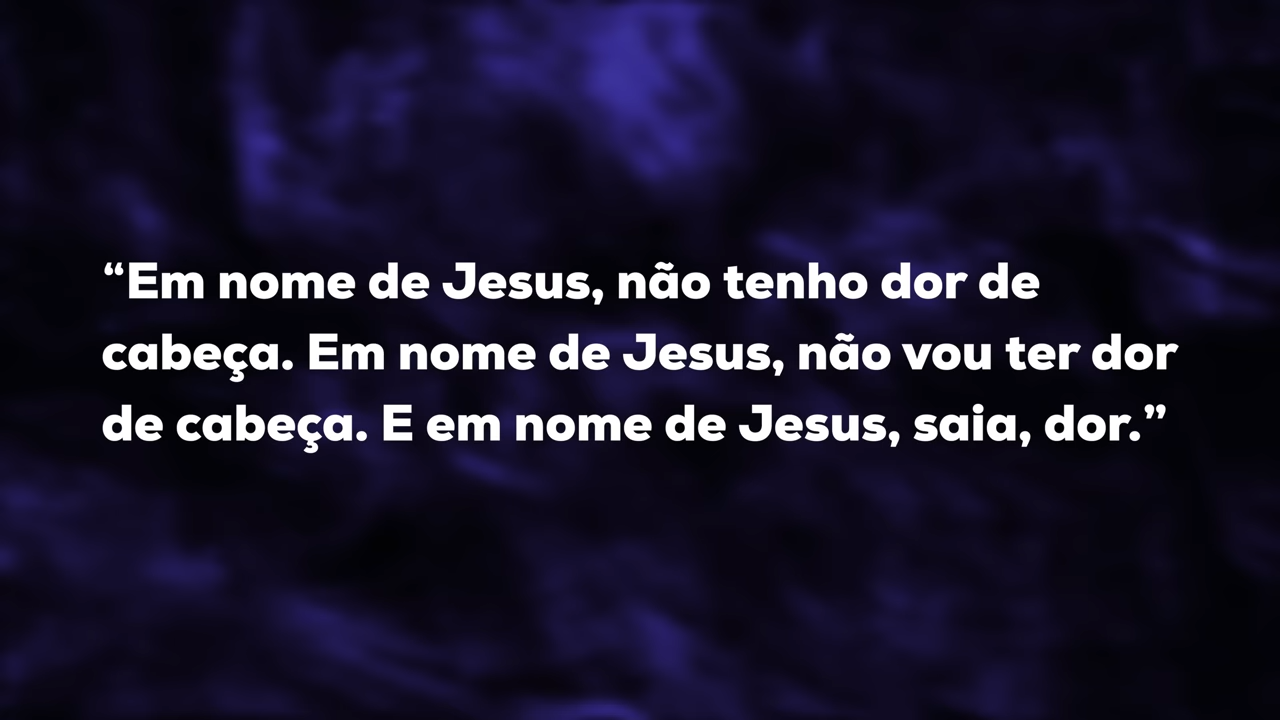 “Em nome de Jesus, não tenho dor de
cabeça. Em nome de Jesus, não vou ter dor
de cabeça. E em nome de Jesus, saia, dor.”